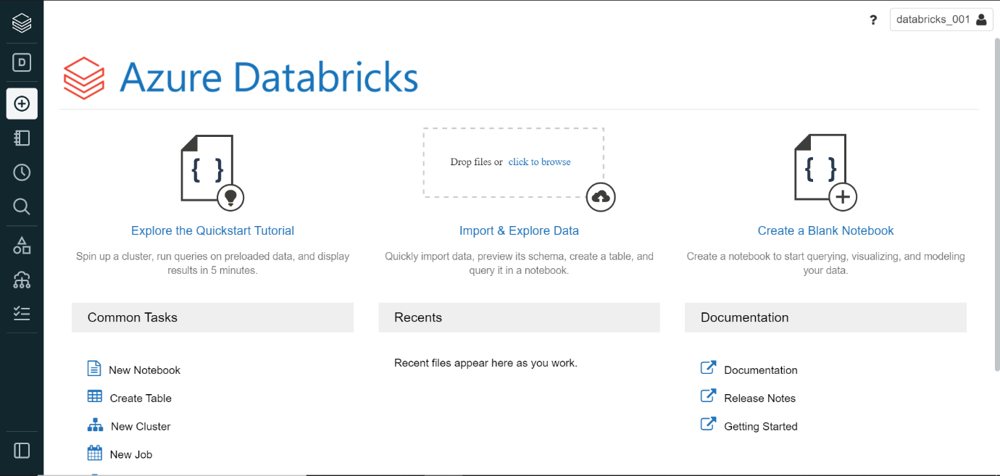 ? databricks_001
D
Azure Databricks
{ }
Drop files or click to browse
{ }
Explore the Quickstart Tutorial
Spin up a cluster, run queries on preloaded data, and display
results in 5 minutes.
Import & Explore Data
Quickly import data, preview its schema, create a table, and
query it in a notebook.
Create a Blank Notebook
Create a notebook to start querying, visualizing, and modeling
your data.
Common Tasks
New Notebook
Create Table
New Cluster
New Job
Recents
Recent files appear here as you work.
Documentation
Documentation
Release Notes
Getting Started